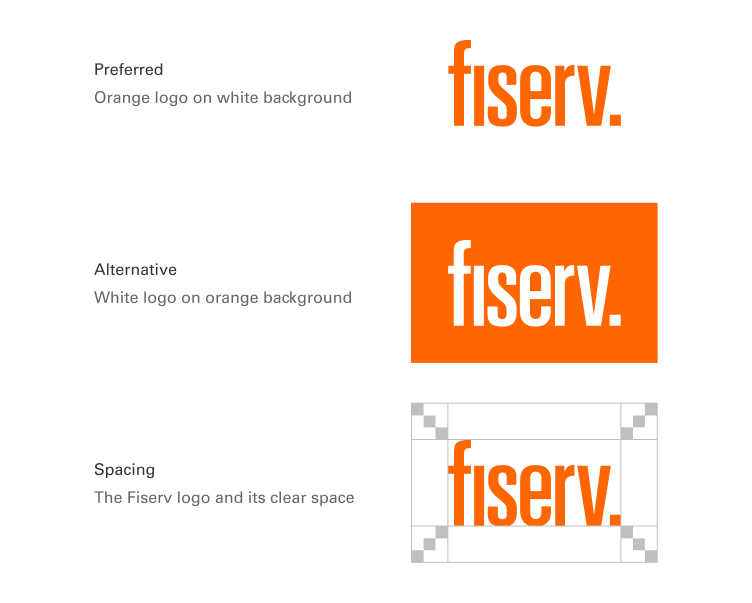 Preferred
Orange logo on white background
fiserv.
Alternative
White logo on orange background
fiserv.
Spacing
The Fiserv logo and its clear space
fiserv.